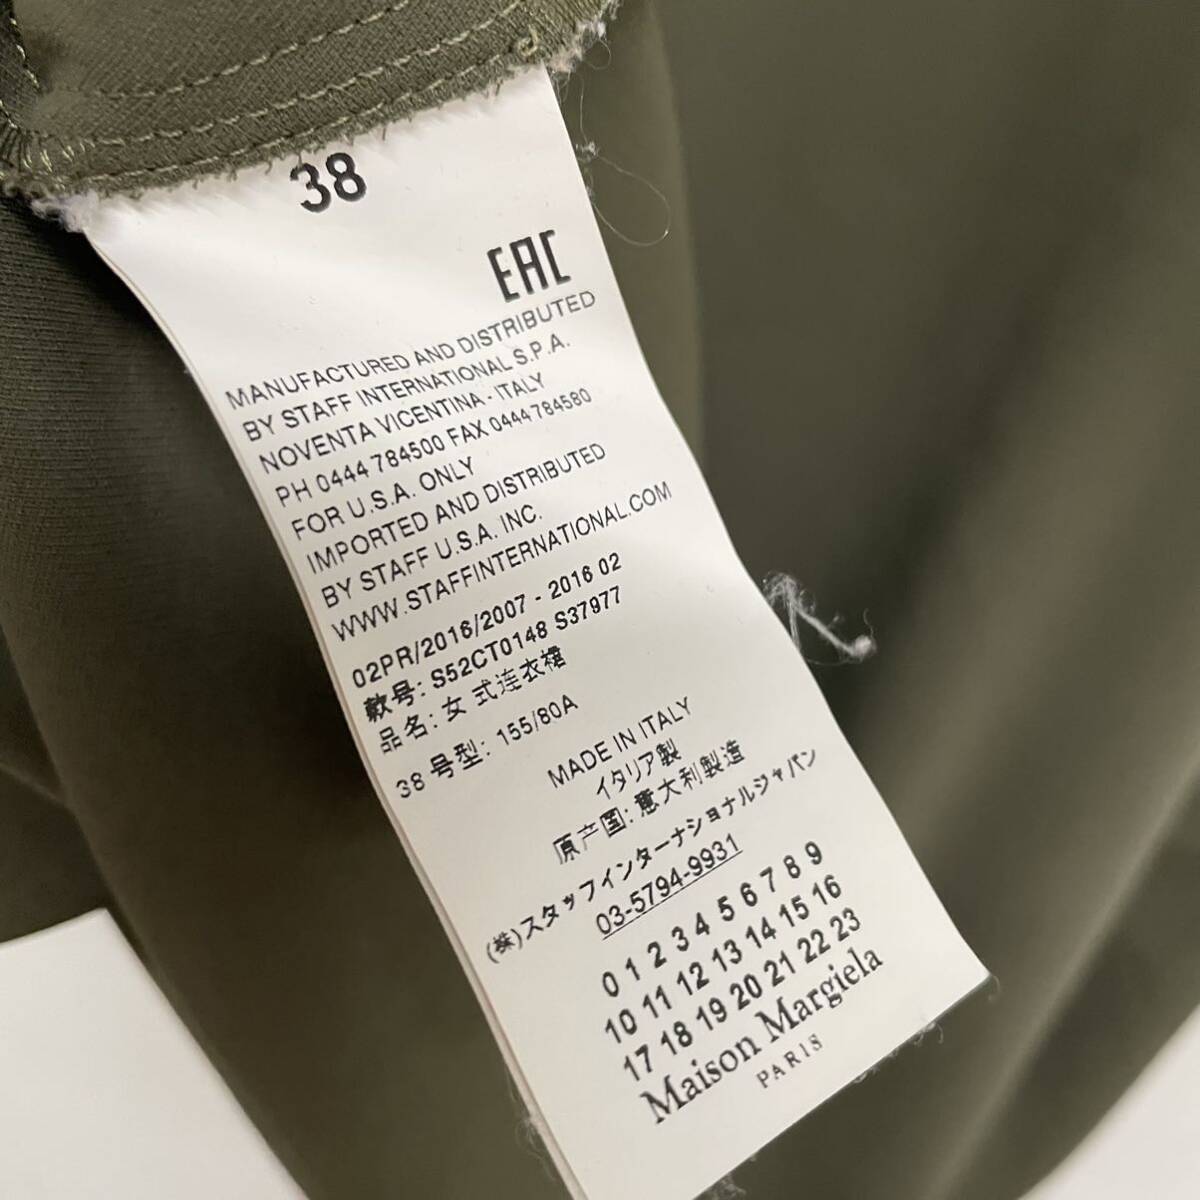 38
EAC
MANUFACTURED AND DISTRIBUTED
BY STAFF INTERNATIONAL S.P.A.
NOVENTA VICENTINA - ITALY
PH 0444 784500 FAX 0444 784580
FOR U.S.A. ONLY
IMPORTED AND DISTRIBUTED
BY STAFF U.S.A. INC.
WWW.STAFFINTERNATIONAL.COM
02PR/2016/2007 - 2016 02
款号: S52CT0148 S37977
品名: 女 式连衣裙
38 号型: 155/80A
MADE IN ITALY
イタリア製
原产国: 意大利製造
(株)スタッフインターナショナルジャパン
03-5794-9931
0 1 2 3 4 5 6 7 8 9
10 11 12 13 14 15 16
17 18 19 20 21 22 23
Maison Margiela
PARIS